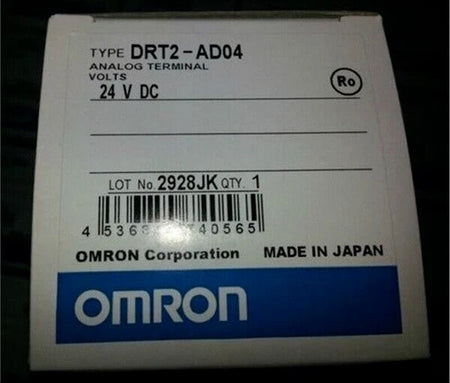 TYPE DRT2-AD04
ANALOG TERMINAL
VOLTS
24 V DC
Ro
LOT No. 2928JK QTY. 1
OMRON Corporation MADE IN JAPAN
OMRON